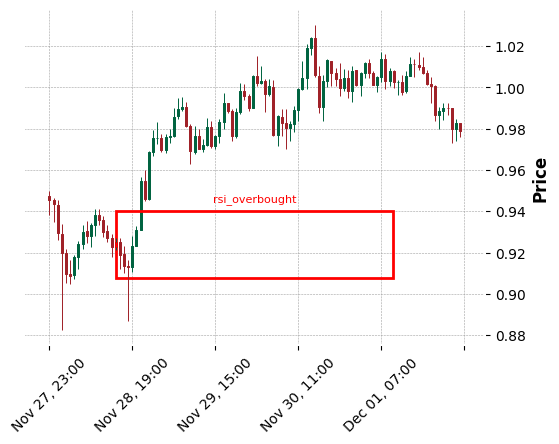 1.02
1.00
0.98
0.96
0.94
0.92
0.90
0.88
Price
rsi_overbought
Nov 27, 23:00
Nov 28, 19:00
Nov 29, 15:00
Nov 30, 11:00
Dec 01, 07:00